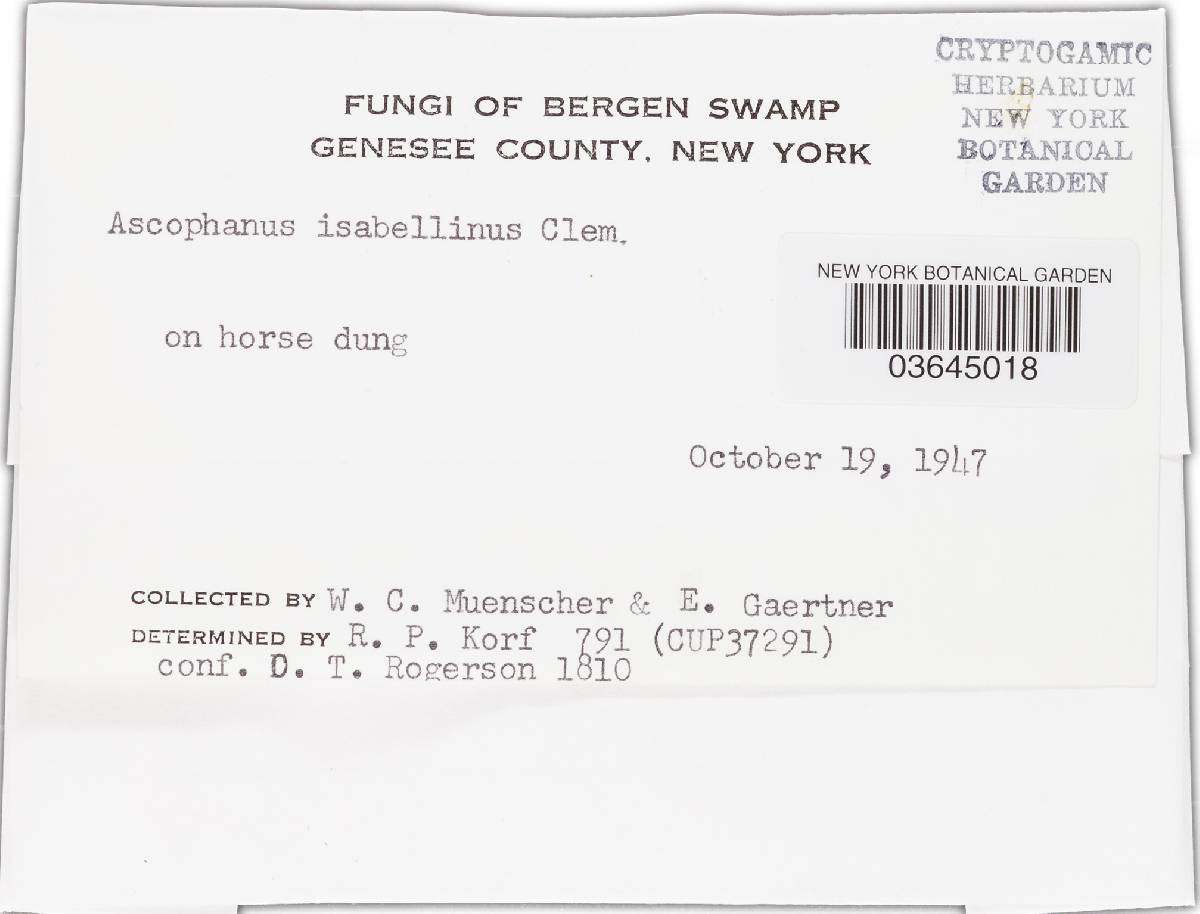 CRYPTOGAMIC
HERBARIUM
NEW YORK
BOTANICAL
GARDEN
FUNGI OF BERGEN SWAMP
GENESEE COUNTY, NEW YORK
Ascophanus isabellinus Clem.
NEW YORK BOTANICAL GARDEN
03645018
on horse dung
October 19, 1947
COLLECTED BY W. C. Muenscher & E. Gaertner
DETERMINED BY R. P. Korf 791 (CUP37291)
conf. D. T. Rogerson 1810